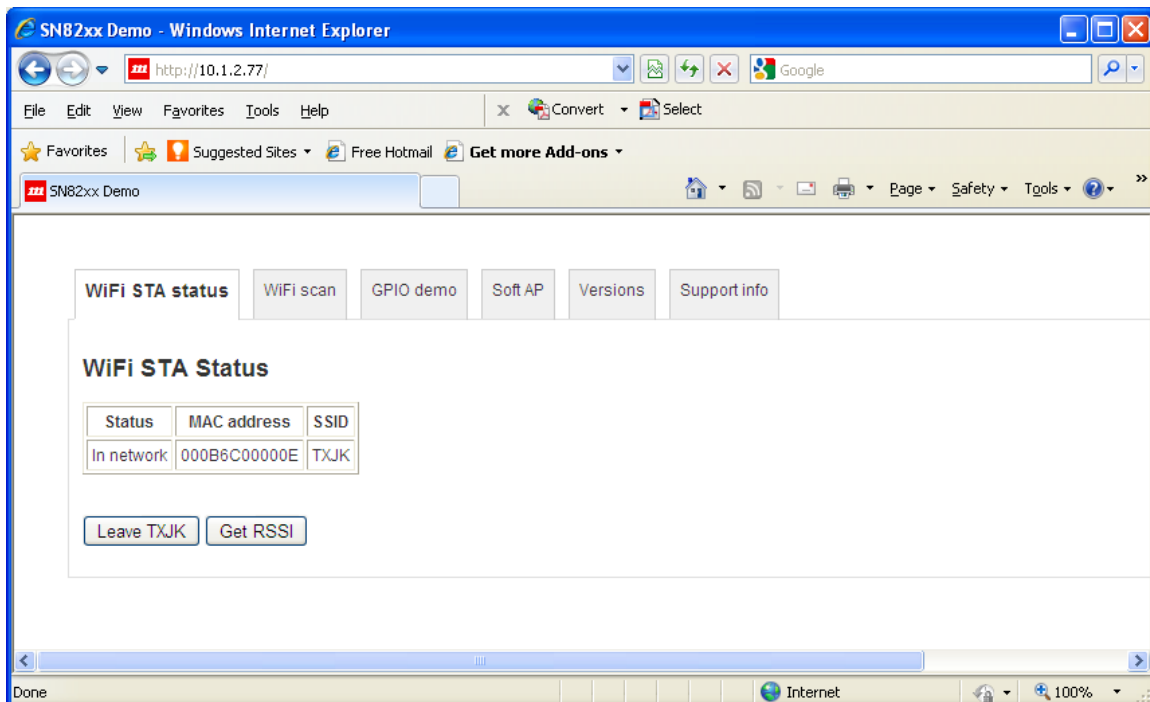 SN82xx Demo - Windows Internet Explorer
http://10.1.2.77/ Google
File Edit View Favorites Tools Help x Convert Select
Favorites Suggested Sites Free Hotmail Get more Add-ons
SN82xx Demo Page Safety Tools »
WiFi STA status WiFi scan GPIO demo Soft AP Versions Support info
WiFi STA Status
Status MAC address SSID
In network 000B6C00000E TXJK
Leave TXJK Get RSSI
Done Internet 100%